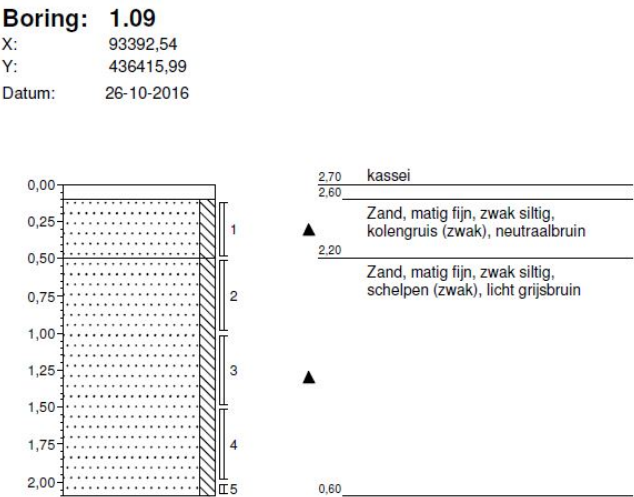 Boring: 1.09
X: 93392,54
Y: 436415,99
Datum: 26-10-2016
0,00
0,25
0,50
0,75
1,00
1,25
1,50
1,75
2,00
1
2
3
4
5
2,70 kassei
2,60
Zand, matig fijn, zwak siltig,
kolengruis (zwak), neutraalbruin
2,20
Zand, matig fijn, zwak siltig,
schelpen (zwak), licht grijsbruin
0,60